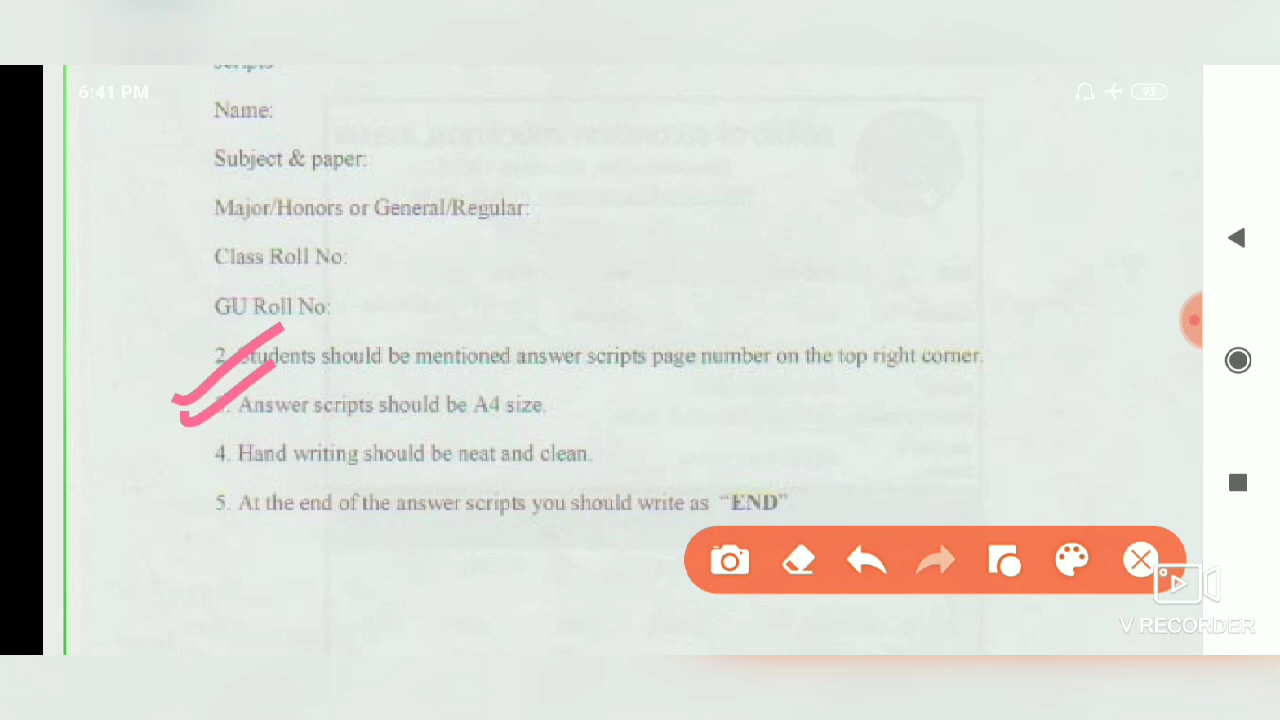 6:41 PM
93
Name:
Subject & paper:
Major/Honors or General/Regular:
Class Roll No:
GU Roll No:
2. Students should be mentioned answer scripts page number on the top right corner.
3. Answer scripts should be A4 size.
4. Hand writing should be neat and clean.
5. At the end of the answer scripts you should write as “END”
V RECORDER